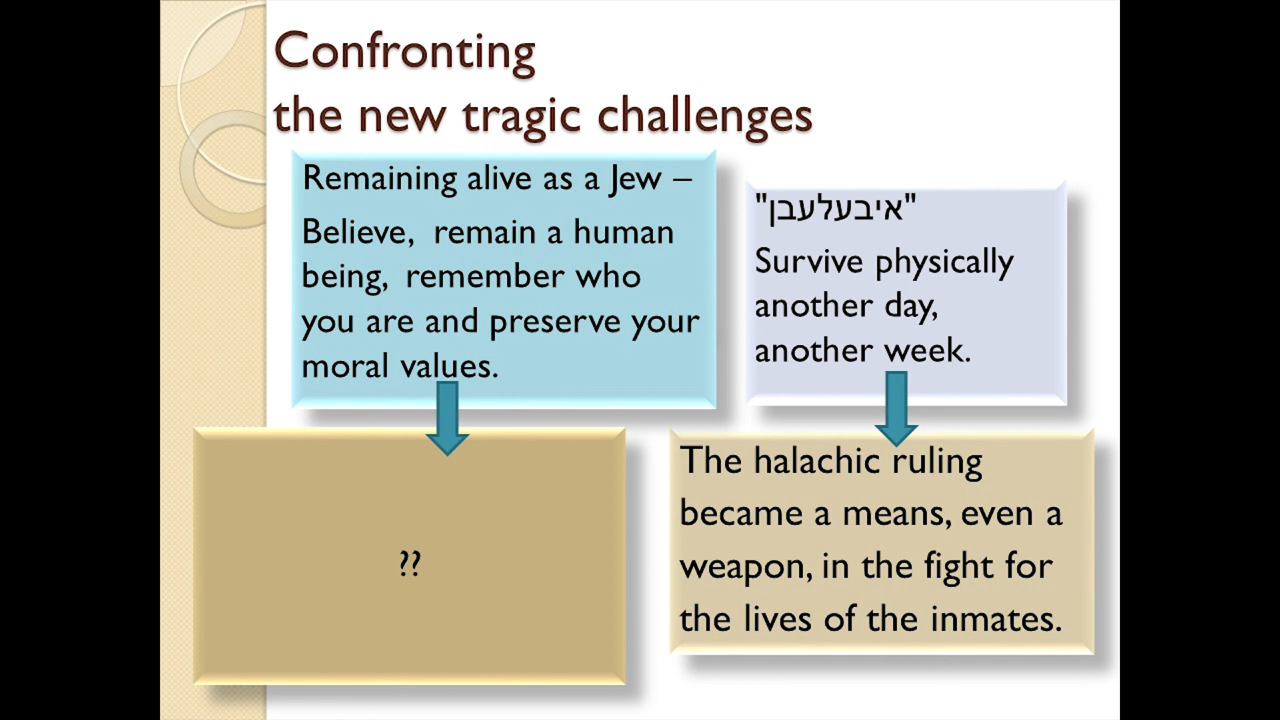 Confronting
the new tragic challenges
Remaining alive as a Jew –
Believe, remain a human
being, remember who
you are and preserve your
moral values.
"איבעלעבן"
Survive physically
another day,
another week.
??
The halachic ruling
became a means, even a
weapon, in the fight for
the lives of the inmates.